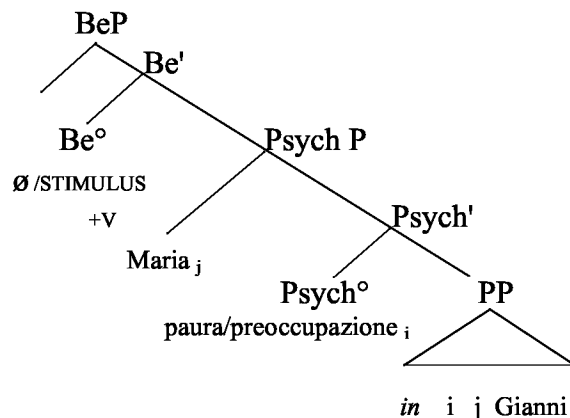 BeP
Be'
Be° Psych P
Ø /STIMULUS
+V
Psych'
Maria j
Psych° PP
paura/preoccupazione i
in i j Gianni